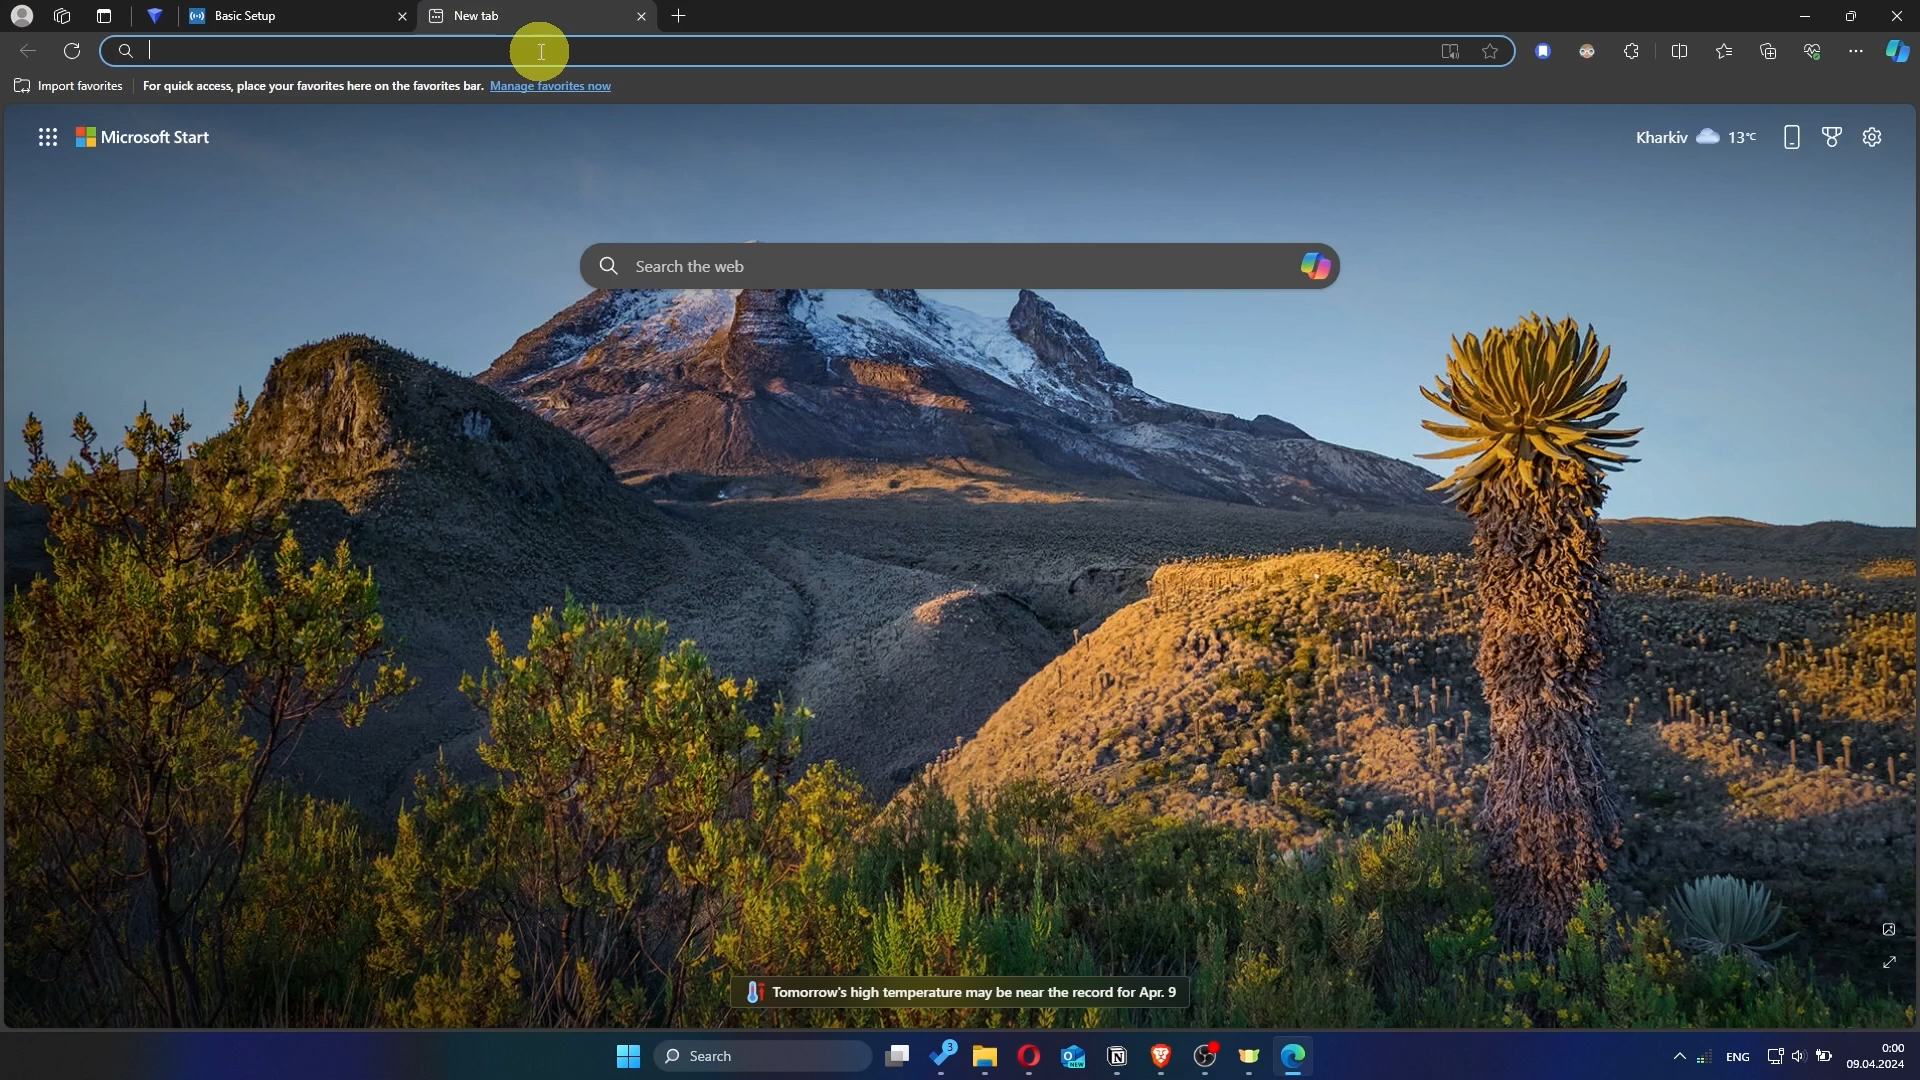 Basic Setup
New tab
Import favorites
For quick access, place your favorites here on the favorites bar. Manage favorites now
Microsoft Start
Kharkiv 13°C
Search the web
Tomorrow's high temperature may be near the record for Apr. 9
Search
3
NEW
ENG
0:00
09.04.2024